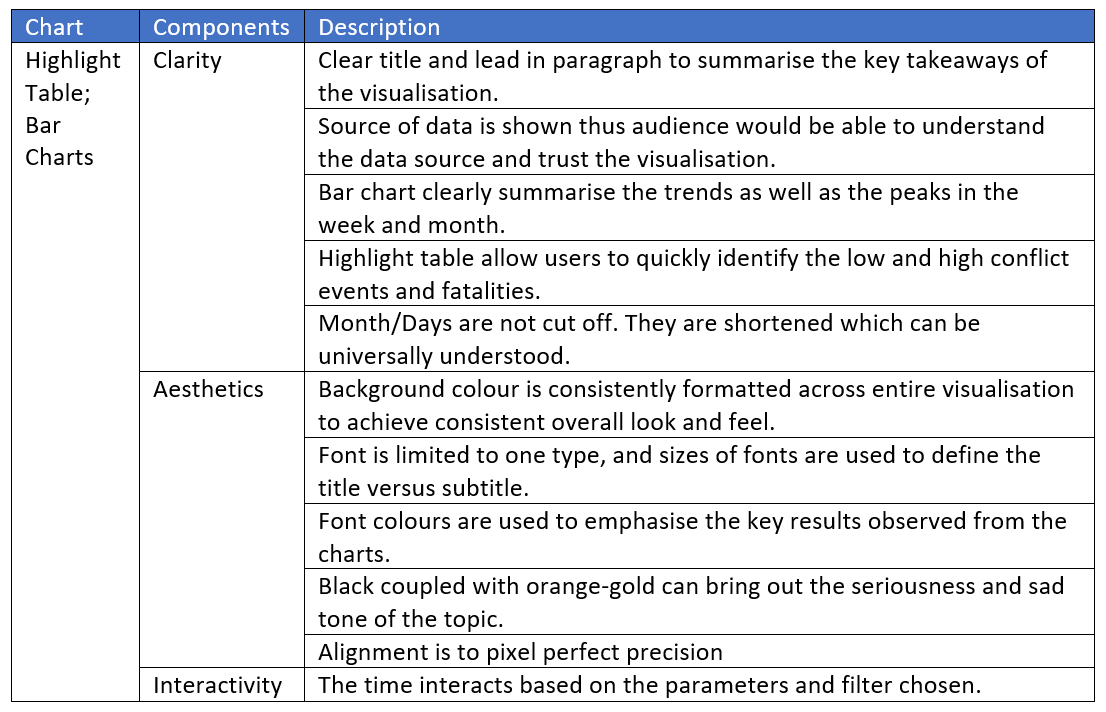 Chart Components Description
Highlight
Table;
Bar
Charts
Clarity
Clear title and lead in paragraph to summarise the key takeaways of
the visualisation.
Source of data is shown thus audience would be able to understand
the data source and trust the visualisation.
Bar chart clearly summarise the trends as well as the peaks in the
week and month.
Highlight table allow users to quickly identify the low and high conflict
events and fatalities.
Month/Days are not cut off. They are shortened which can be
universally understood.
Aesthetics
Background colour is consistently formatted across entire visualisation
to achieve consistent overall look and feel.
Font is limited to one type, and sizes of fonts are used to define the
title versus subtitle.
Font colours are used to emphasise the key results observed from the
charts.
Black coupled with orange-gold can bring out the seriousness and sad
tone of the topic.
Alignment is to pixel perfect precision
Interactivity
The time interacts based on the parameters and filter chosen.